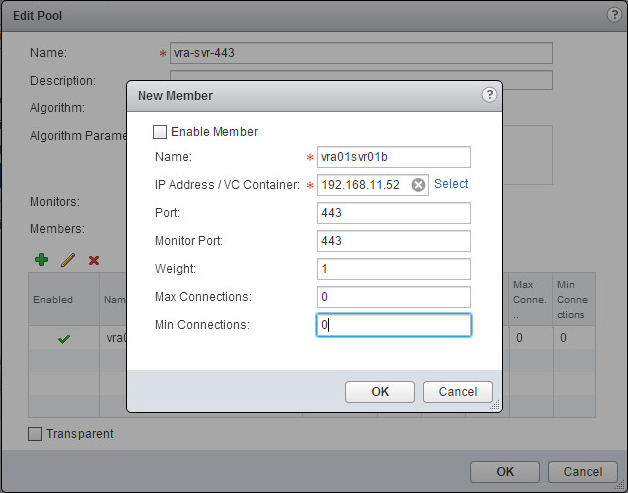 Edit Pool
?
Name: * vra-svr-443
Description:
Algorithm:
Algorithm Parame
Monitors:
Members:
New Member
?
Enable Member
Name: * vra01svr01b
IP Address / VC Container: * 192.168.11.52 Select
Port: 443
Monitor Port: 443
Weight: 1
Max Connections: 0
Min Connections: 0
OK Cancel
Enabled Nam Max Conne... Min Conne ctions
vra0 0 0
Transparent
OK Cancel